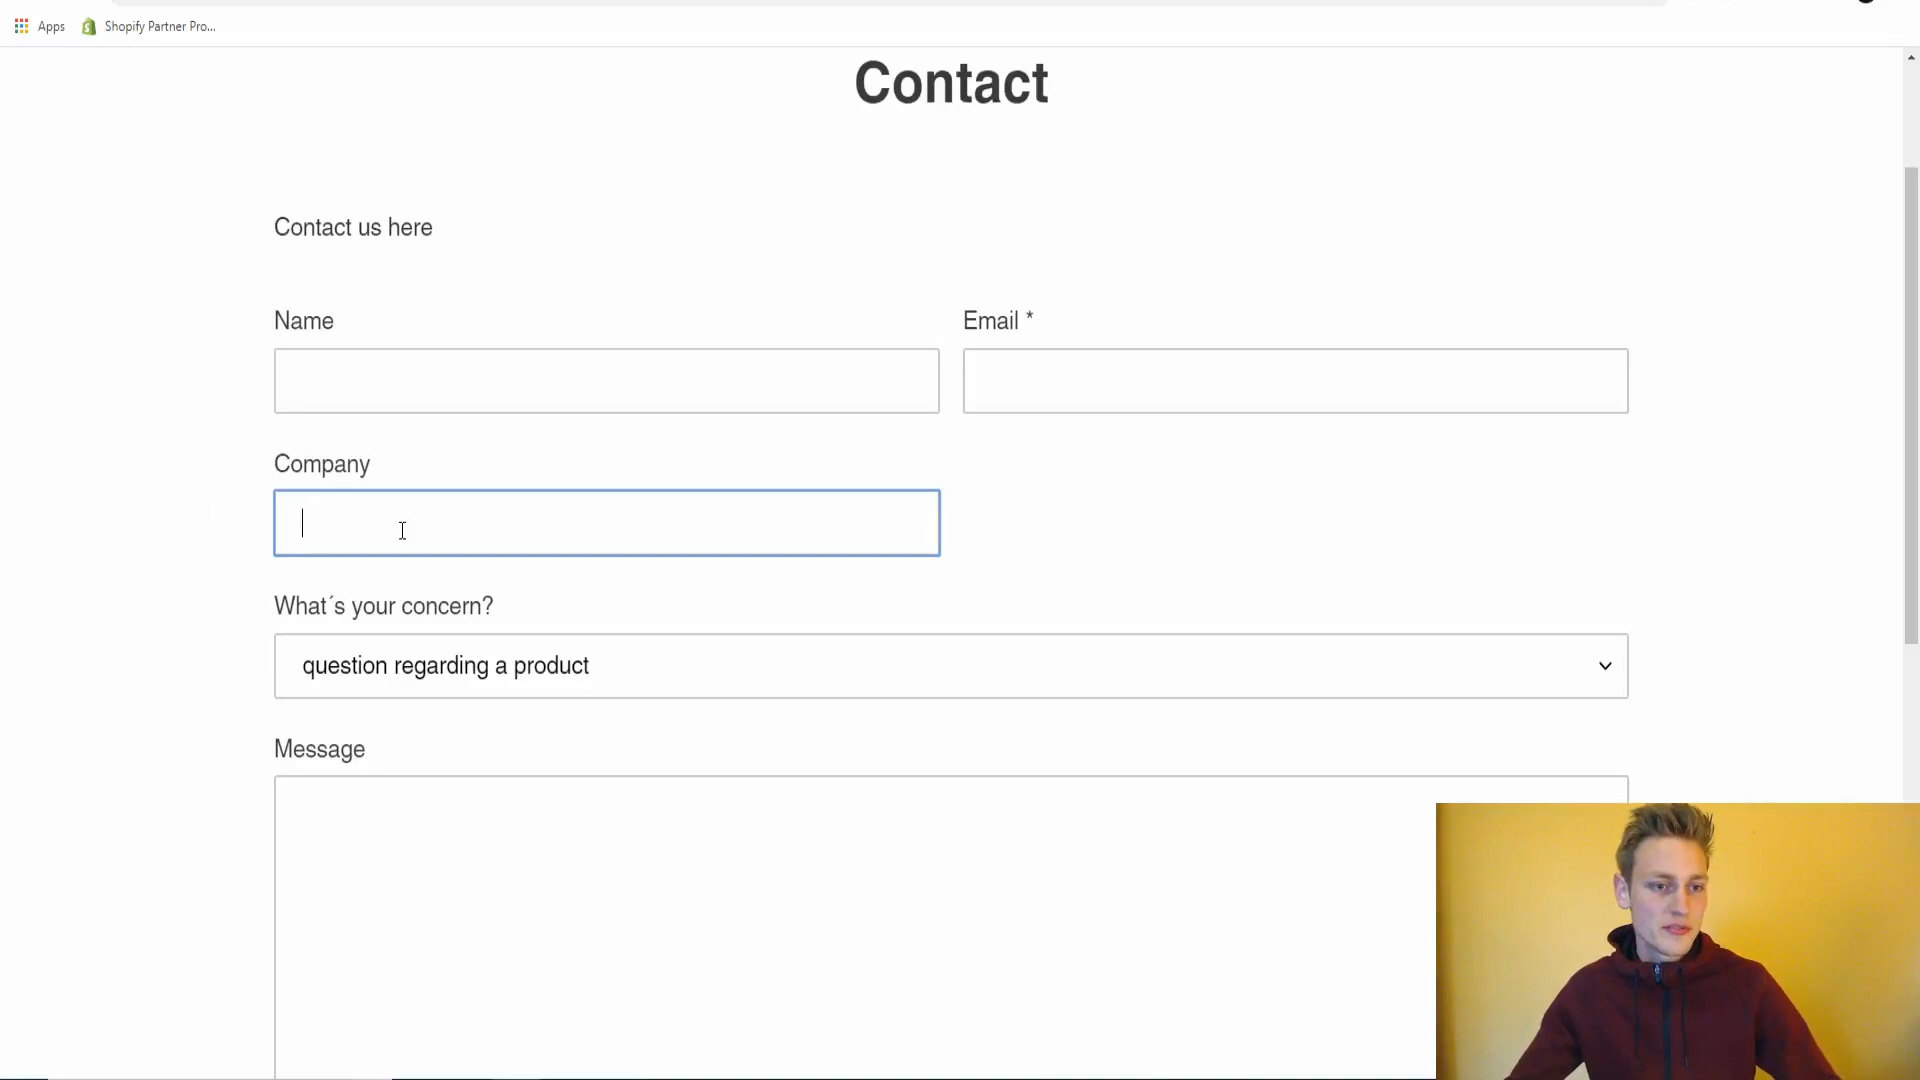 Apps
Shopify Partner Pro...
Contact
Contact us here
Name
Email *
Company
What´s your concern?
question regarding a product
Message